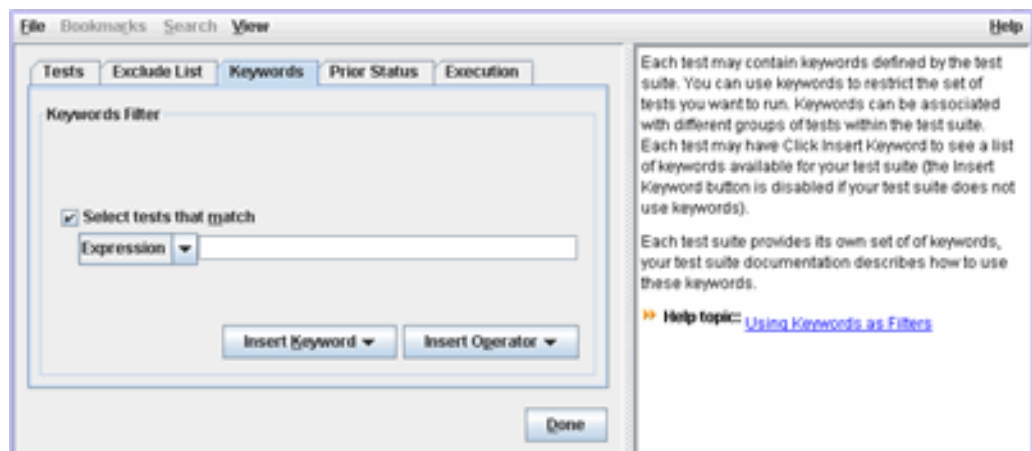 File Bookmarks Search View Help
Tests Exclude List Keywords Prior Status Execution
Keywords Filter
Select tests that match
Expression
Insert Keyword Insert Operator
Done
Each test may contain keywords defined by the test
suite. You can use keywords to restrict the set of
tests you want to run. Keywords can be associated
with different groups of tests within the test suite.
Each test may have Click Insert Keyword to see a list
of keywords available for your test suite (the Insert
Keyword button is disabled if your test suite does not
use keywords).
Each test suite provides its own set of of keywords,
your test suite documentation describes how to use
these keywords.
Help topic: Using Keywords as Filters